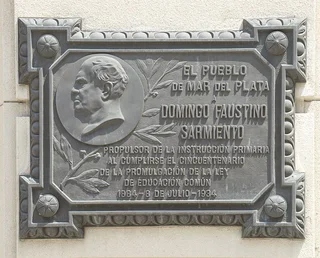 EL PUEBLO
DE MAR DEL PLATA
A
DOMINGO FAUSTINO
SARMIENTO
PROPULSOR DE LA INSTRUCCIÓN PRIMARIA
AL CUMPLIRSE EL CINCUENTENARIO
DE LA PROMULGACIÓN DE LA LEY
DE EDUCACIÓN COMÚN
1884-8 DE JULIO-1934